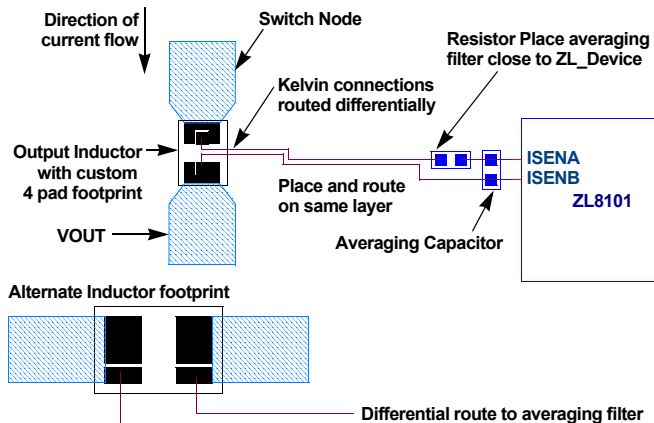 Direction of
current flow
Switch Node
Resistor Place averaging
filter close to ZL_Device
Kelvin connections
routed differentially
Output Inductor
with custom
4 pad footprint
ISENA
ISENB
ZL8101
Place and route
on same layer
VOUT
Averaging Capacitor
Alternate Inductor footprint
Differential route to averaging filter